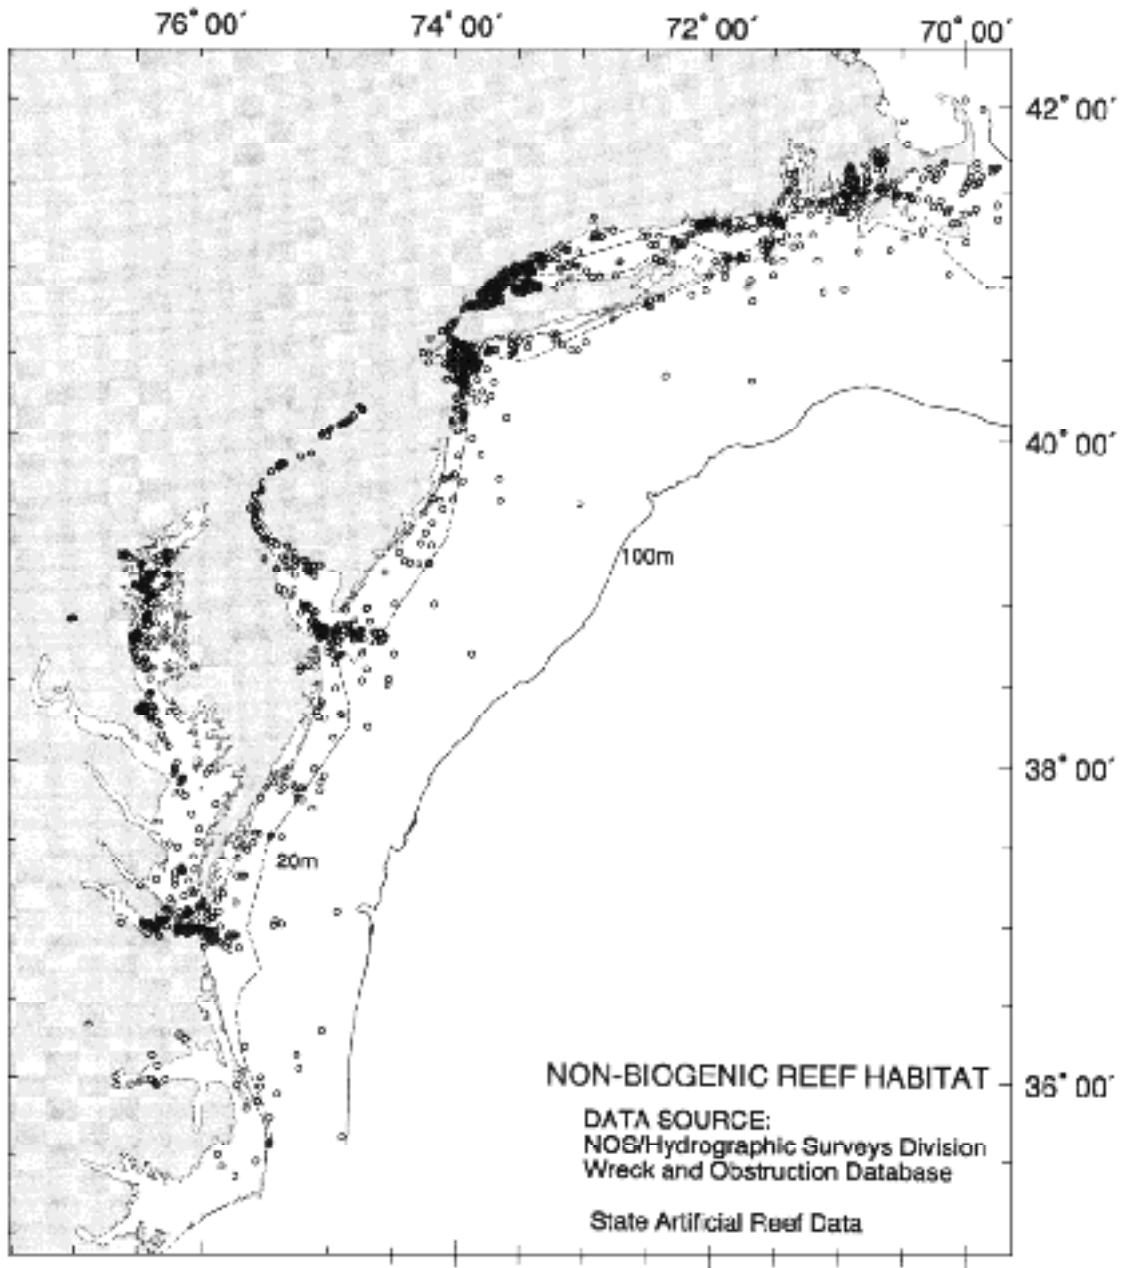 76° 00′ 74° 00′ 72° 00′ 70° 00′
42° 00′
40° 00′
100m
38° 00′
20m
NON-BIOGENIC REEF HABITAT
36° 00′
DATA SOURCE:
NOS/Hydrographic Surveys Division
Wreck and Obstruction Database
State Artificial Reef Data